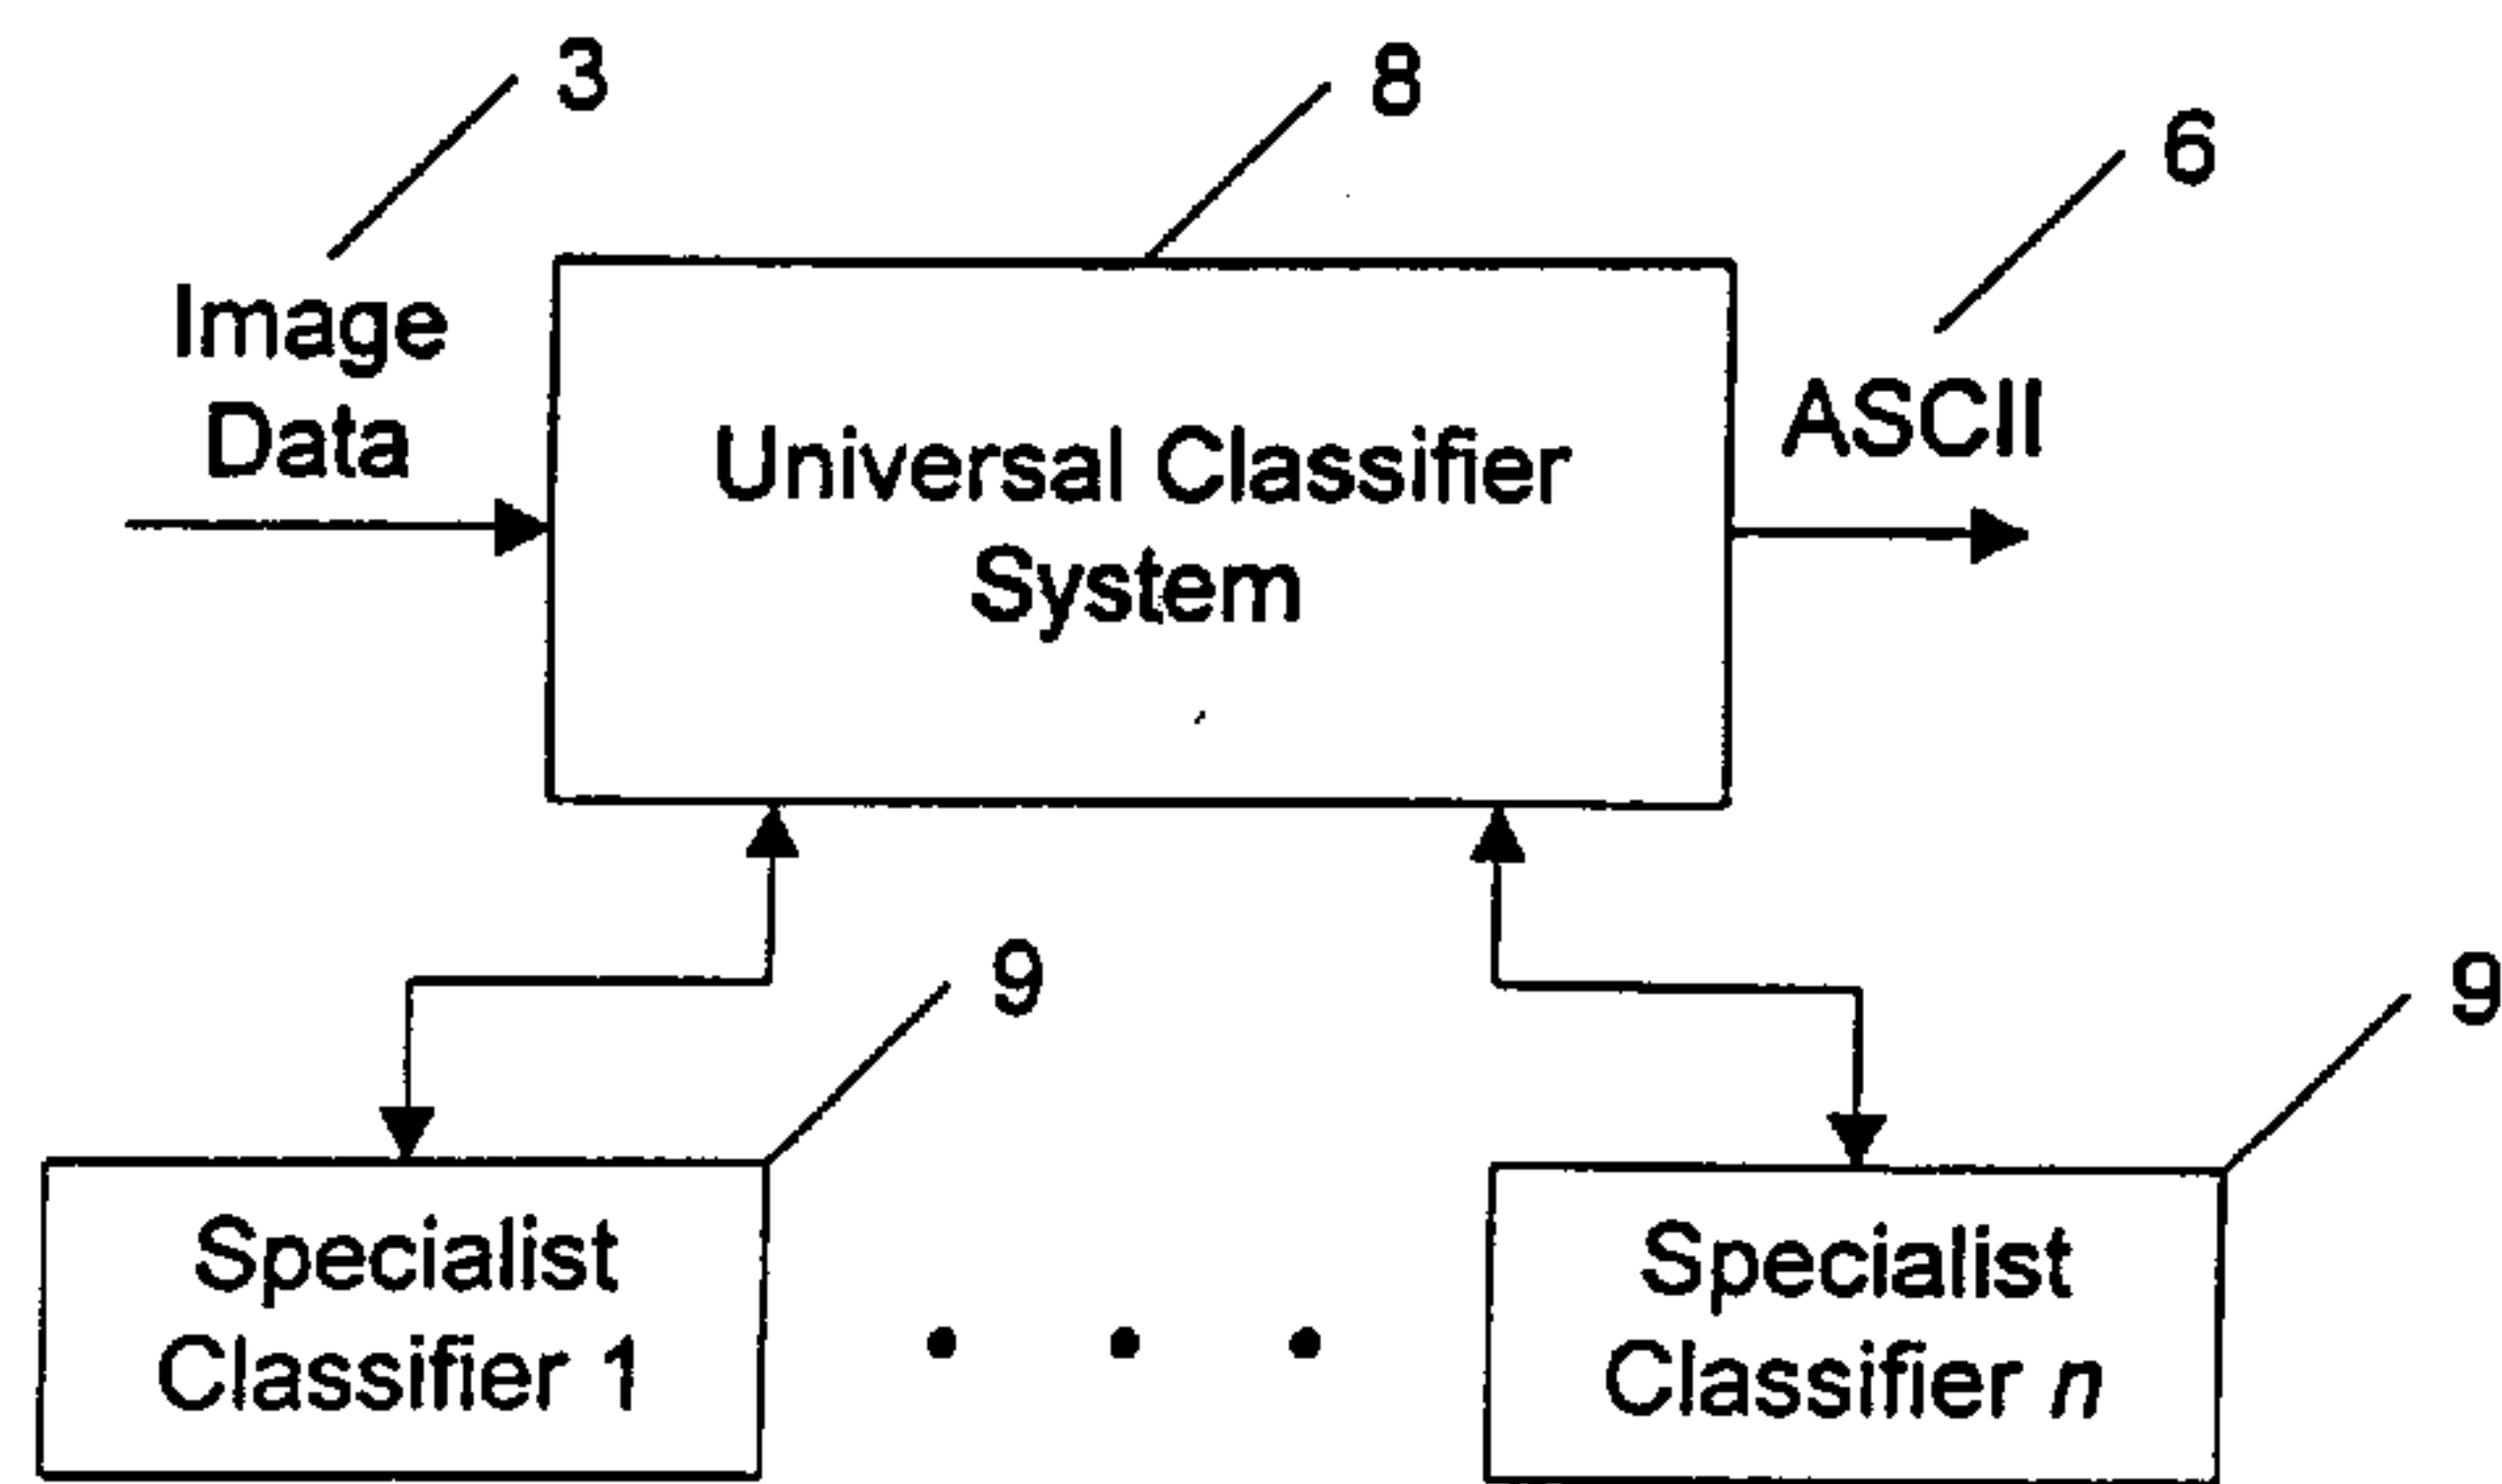 3
8
6
Image
Data
ASCII
Universal Classifier
System
9
9
Specialist
Classifier 1
Specialist
Classifier n